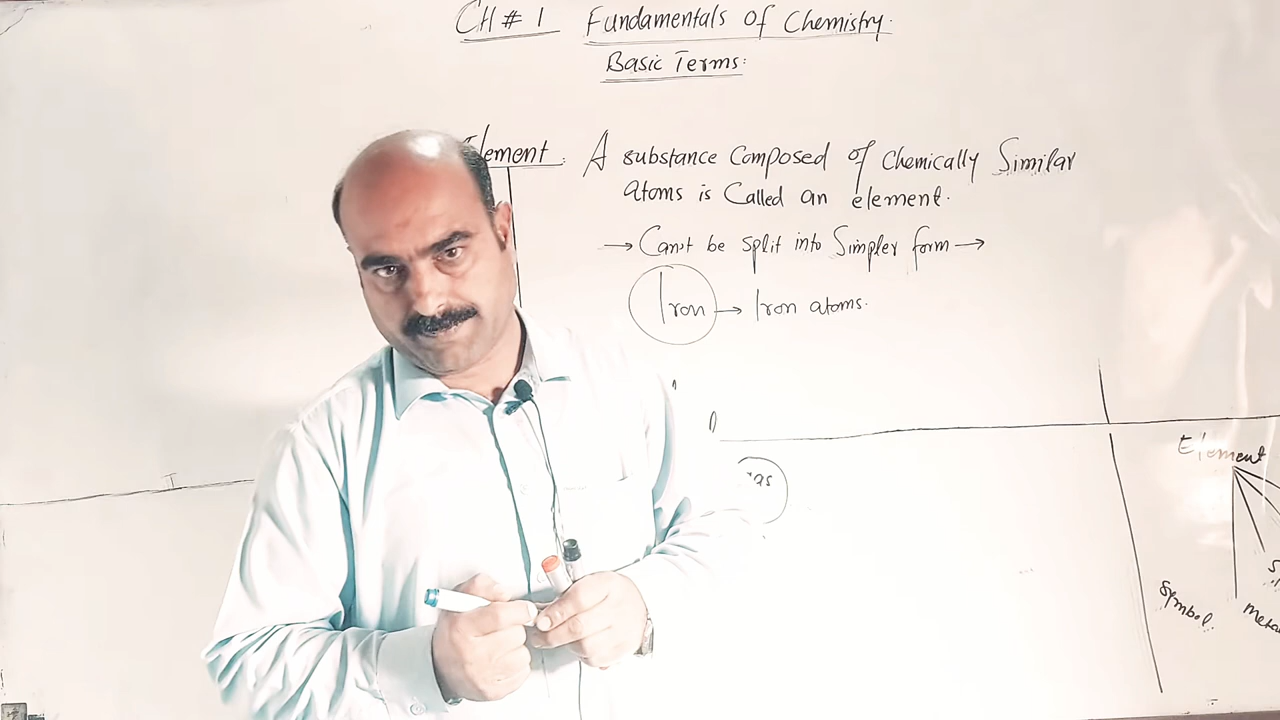 CH # 1 Fundamentals of Chemistry.
Basic Terms:
Element : A substance Composed of Chemically Similar
atoms is Called an element.
→ Can't be split into Simpler form →
Iron → Iron atoms.
Element
Symbol.